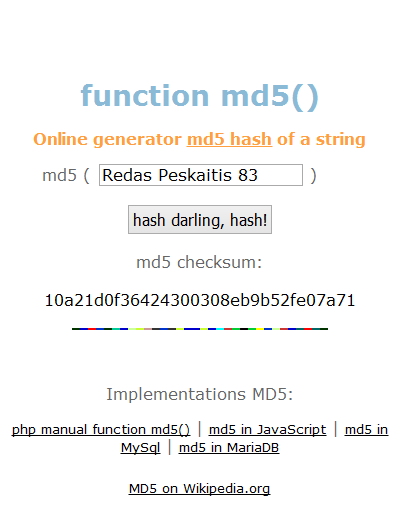 function md5()
Online generator md5 hash of a string
md5 ( Redas Peskaitis 83 )
hash darling, hash!
md5 checksum:
10a21d0f36424300308eb9b52fe07a71
Implementations MD5:
php manual function md5() | md5 in JavaScript | md5 in
MySql | md5 in MariaDB
MD5 on Wikipedia.org